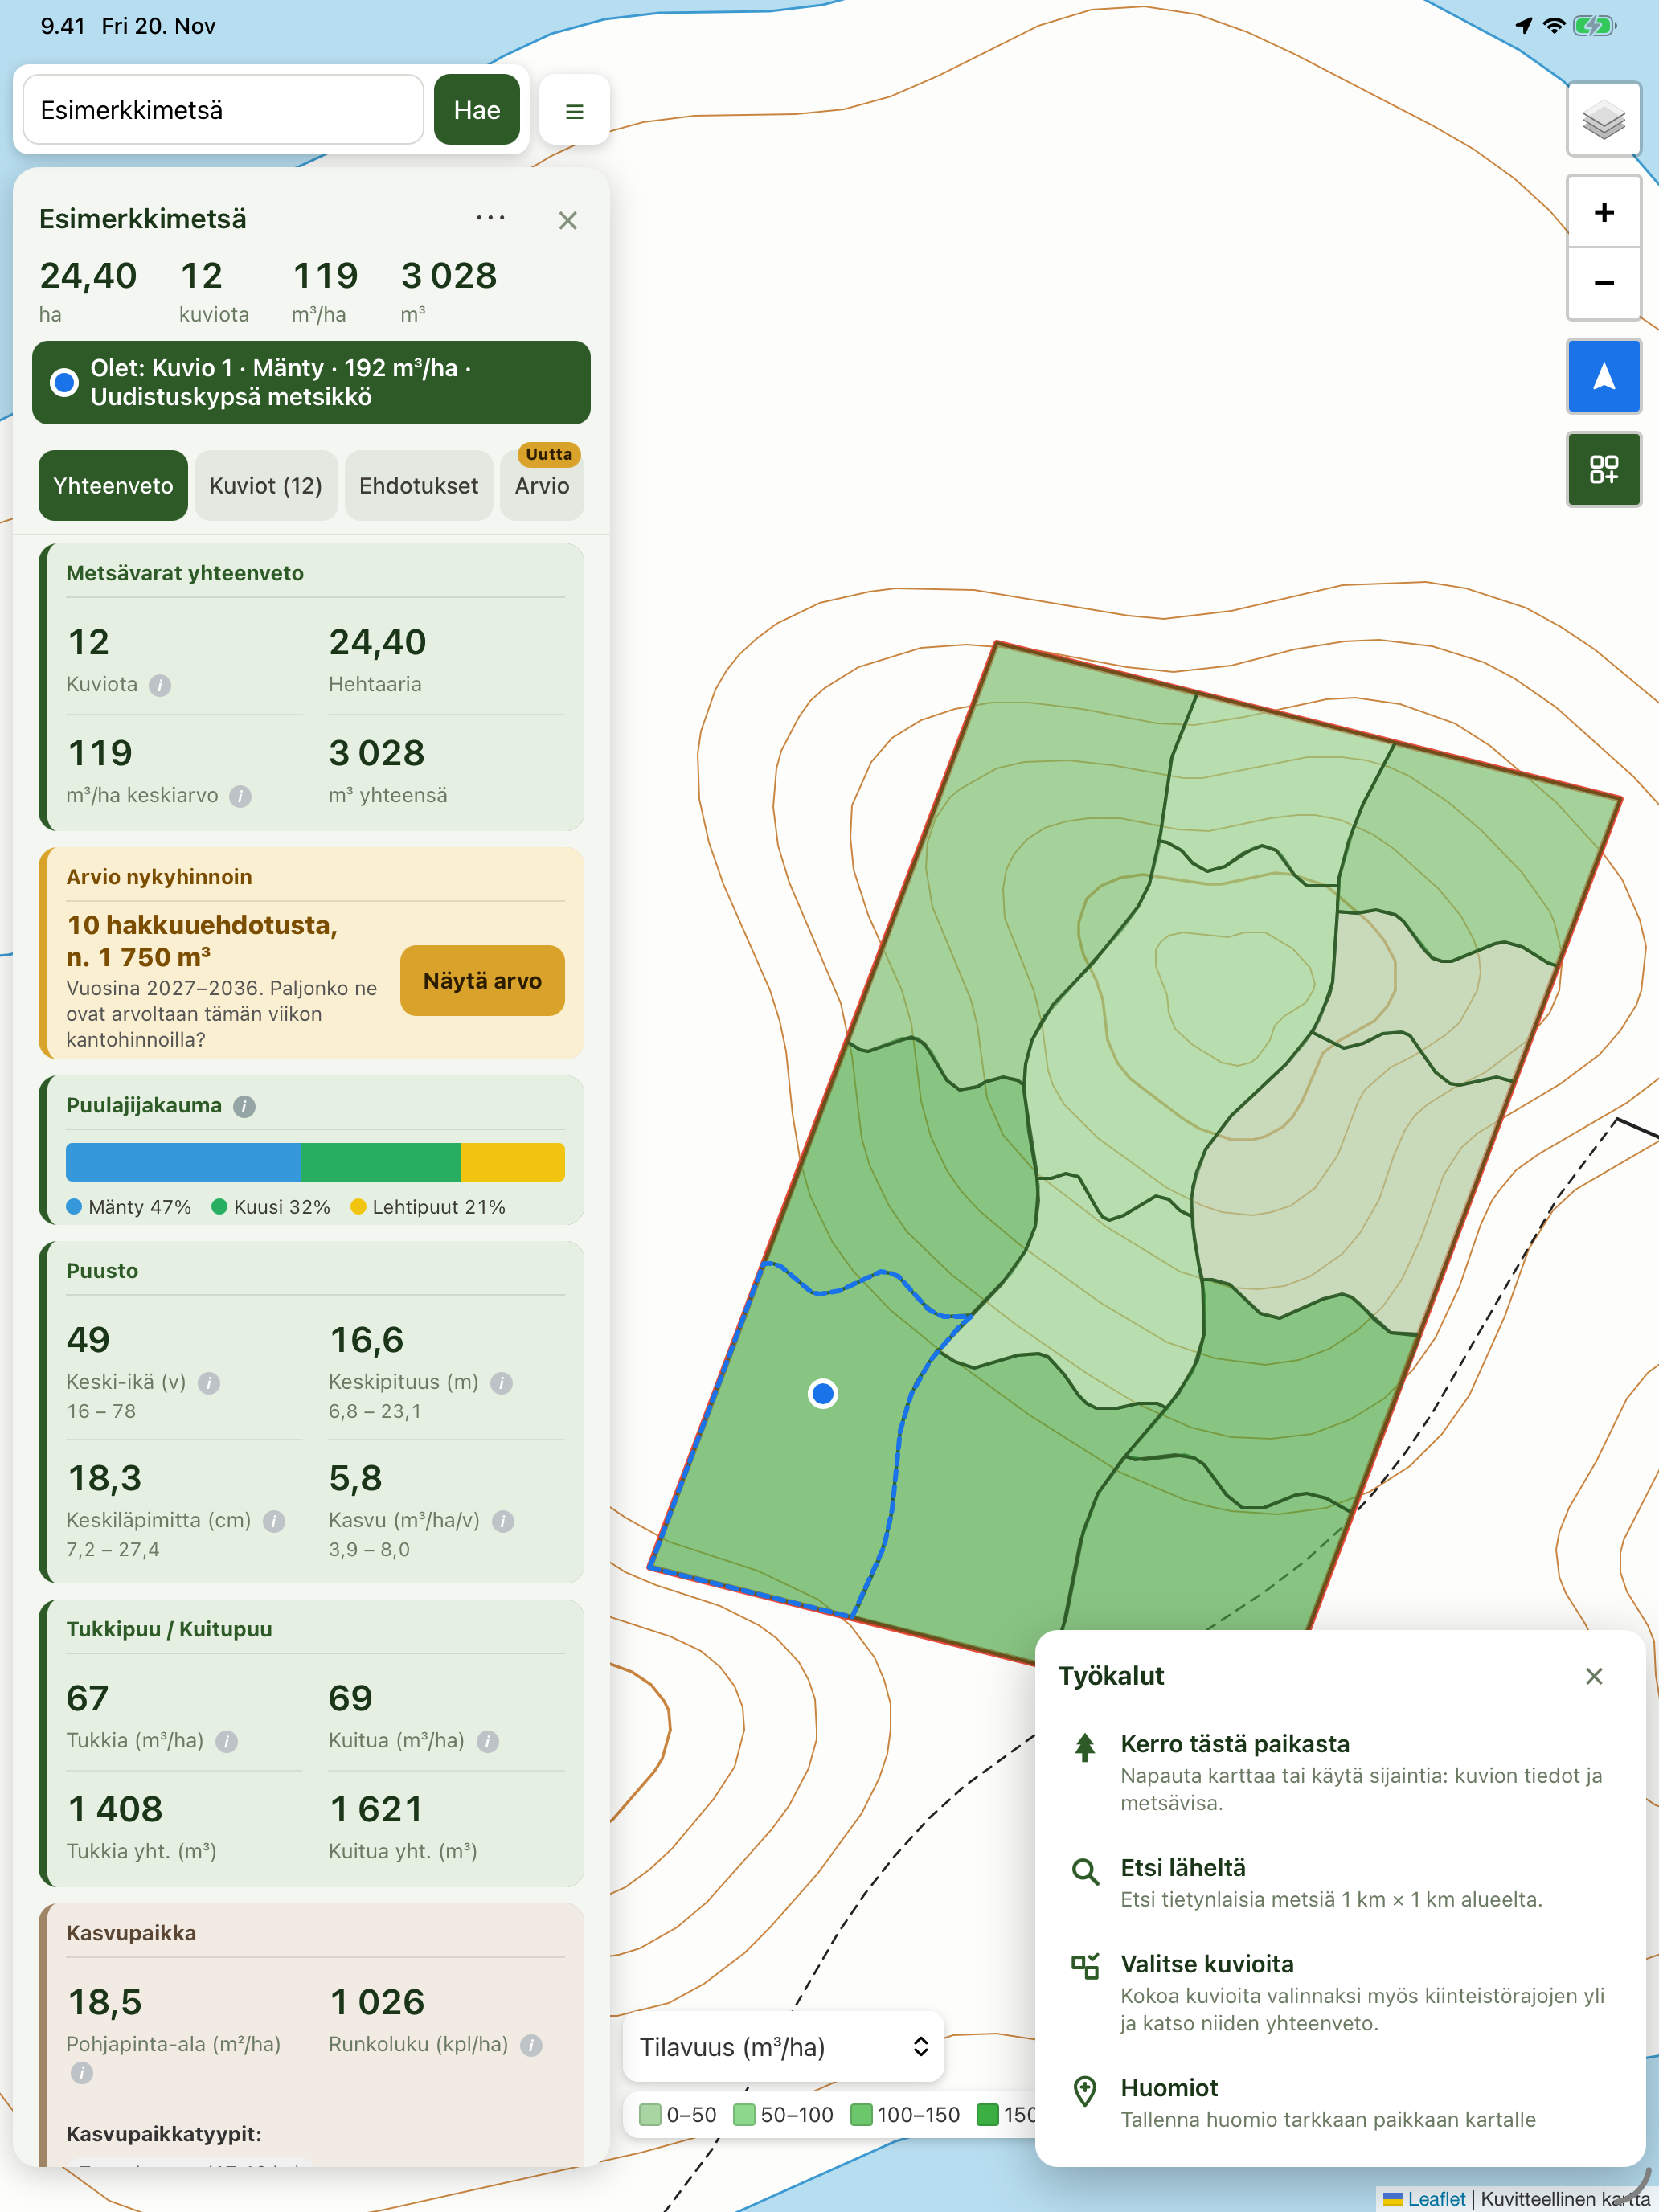 9.41 Fri 20. Nov
Esimerkkimetsä
Hae
Esimerkkimetsä
24,40
ha
12
kuviota
119
m³/ha
3 028
m³
Olet: Kuvio 1 · Mänty · 192 m³/ha ·
Uudistuskypsä metsikkö
Uutta
Yhteenveto
Kuviot (12)
Ehdotukset
Arvio
Metsävarat yhteenveto
12
Kuviota
24,40
Hehtaaria
119
m³/ha keskiarvo
3 028
m³ yhteensä
Arvio nykyhinnoin
10 hakkuuehdotusta,
n. 1 750 m³
Vuosina 2027–2036. Paljonko ne
ovat arvoltaan tämän viikon
kantohinnoilla?
Näytä arvo
Puulajijakauma
Mänty 47%
Kuusi 32%
Lehtipuut 21%
Puusto
49
Keski-ikä (v)
16 – 78
16,6
Keskipituus (m)
6,8 – 23,1
18,3
Keskiläpimitta (cm)
7,2 – 27,4
5,8
Kasvu (m³/ha/v)
3,9 – 8,0
Tukkipuu / Kuitupuu
67
Tukkia (m³/ha)
69
Kuitua (m³/ha)
1 408
Tukkia yht. (m³)
1 621
Kuitua yht. (m³)
Kasvupaikka
18,5
Pohjapinta-ala (m²/ha)
1 026
Runkoluku (kpl/ha)
Kasvupaikkatyypit:
Tilavuus (m³/ha)
0–50
50–100
100–150
150
Työkalut
Kerro tästä paikasta
Napauta karttaa tai käytä sijaintia: kuvion tiedot ja
metsävisa.
Etsi läheltä
Etsi tietynlaisia metsiä 1 km × 1 km alueelta.
Valitse kuvioita
Kokoa kuvioita valinnaksi myös kiinteistörajojen yli
ja katso niiden yhteenveto.
Huomiot
Tallenna huomio tarkkaan paikkaan kartalle
Leaflet | Kuvitteellinen kartta